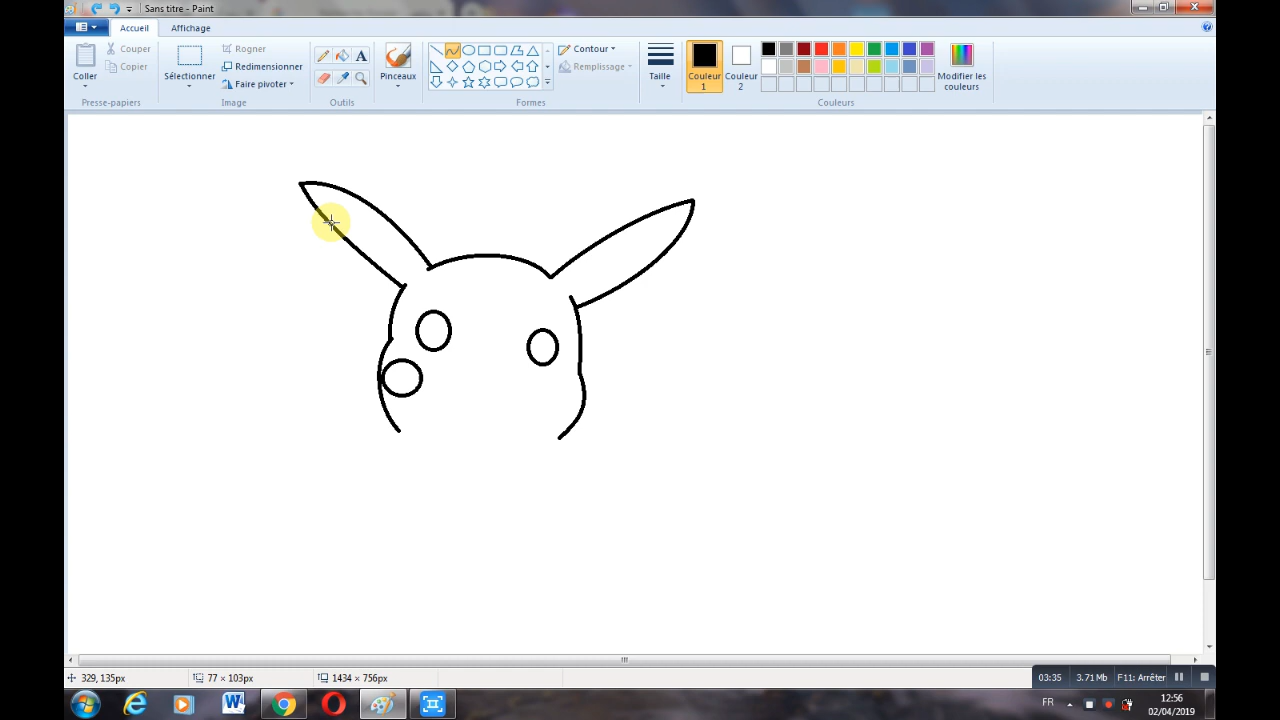 Sans titre - Paint
Accueil
Affichage
Coller
Couper
Copier
Presse-papiers
Sélectionner
Rogner
Redimensionner
Faire pivoter
Image
A
Outils
Pinceaux
Contour
Remplissage
Formes
Taille
Couleur 1
Couleur 2
Modifier les couleurs
Couleurs
329, 135px
77 × 103px
1434 × 756px
03:35
3.71 Mb
F11: Arrêter
W
FR
12:56
02/04/2019